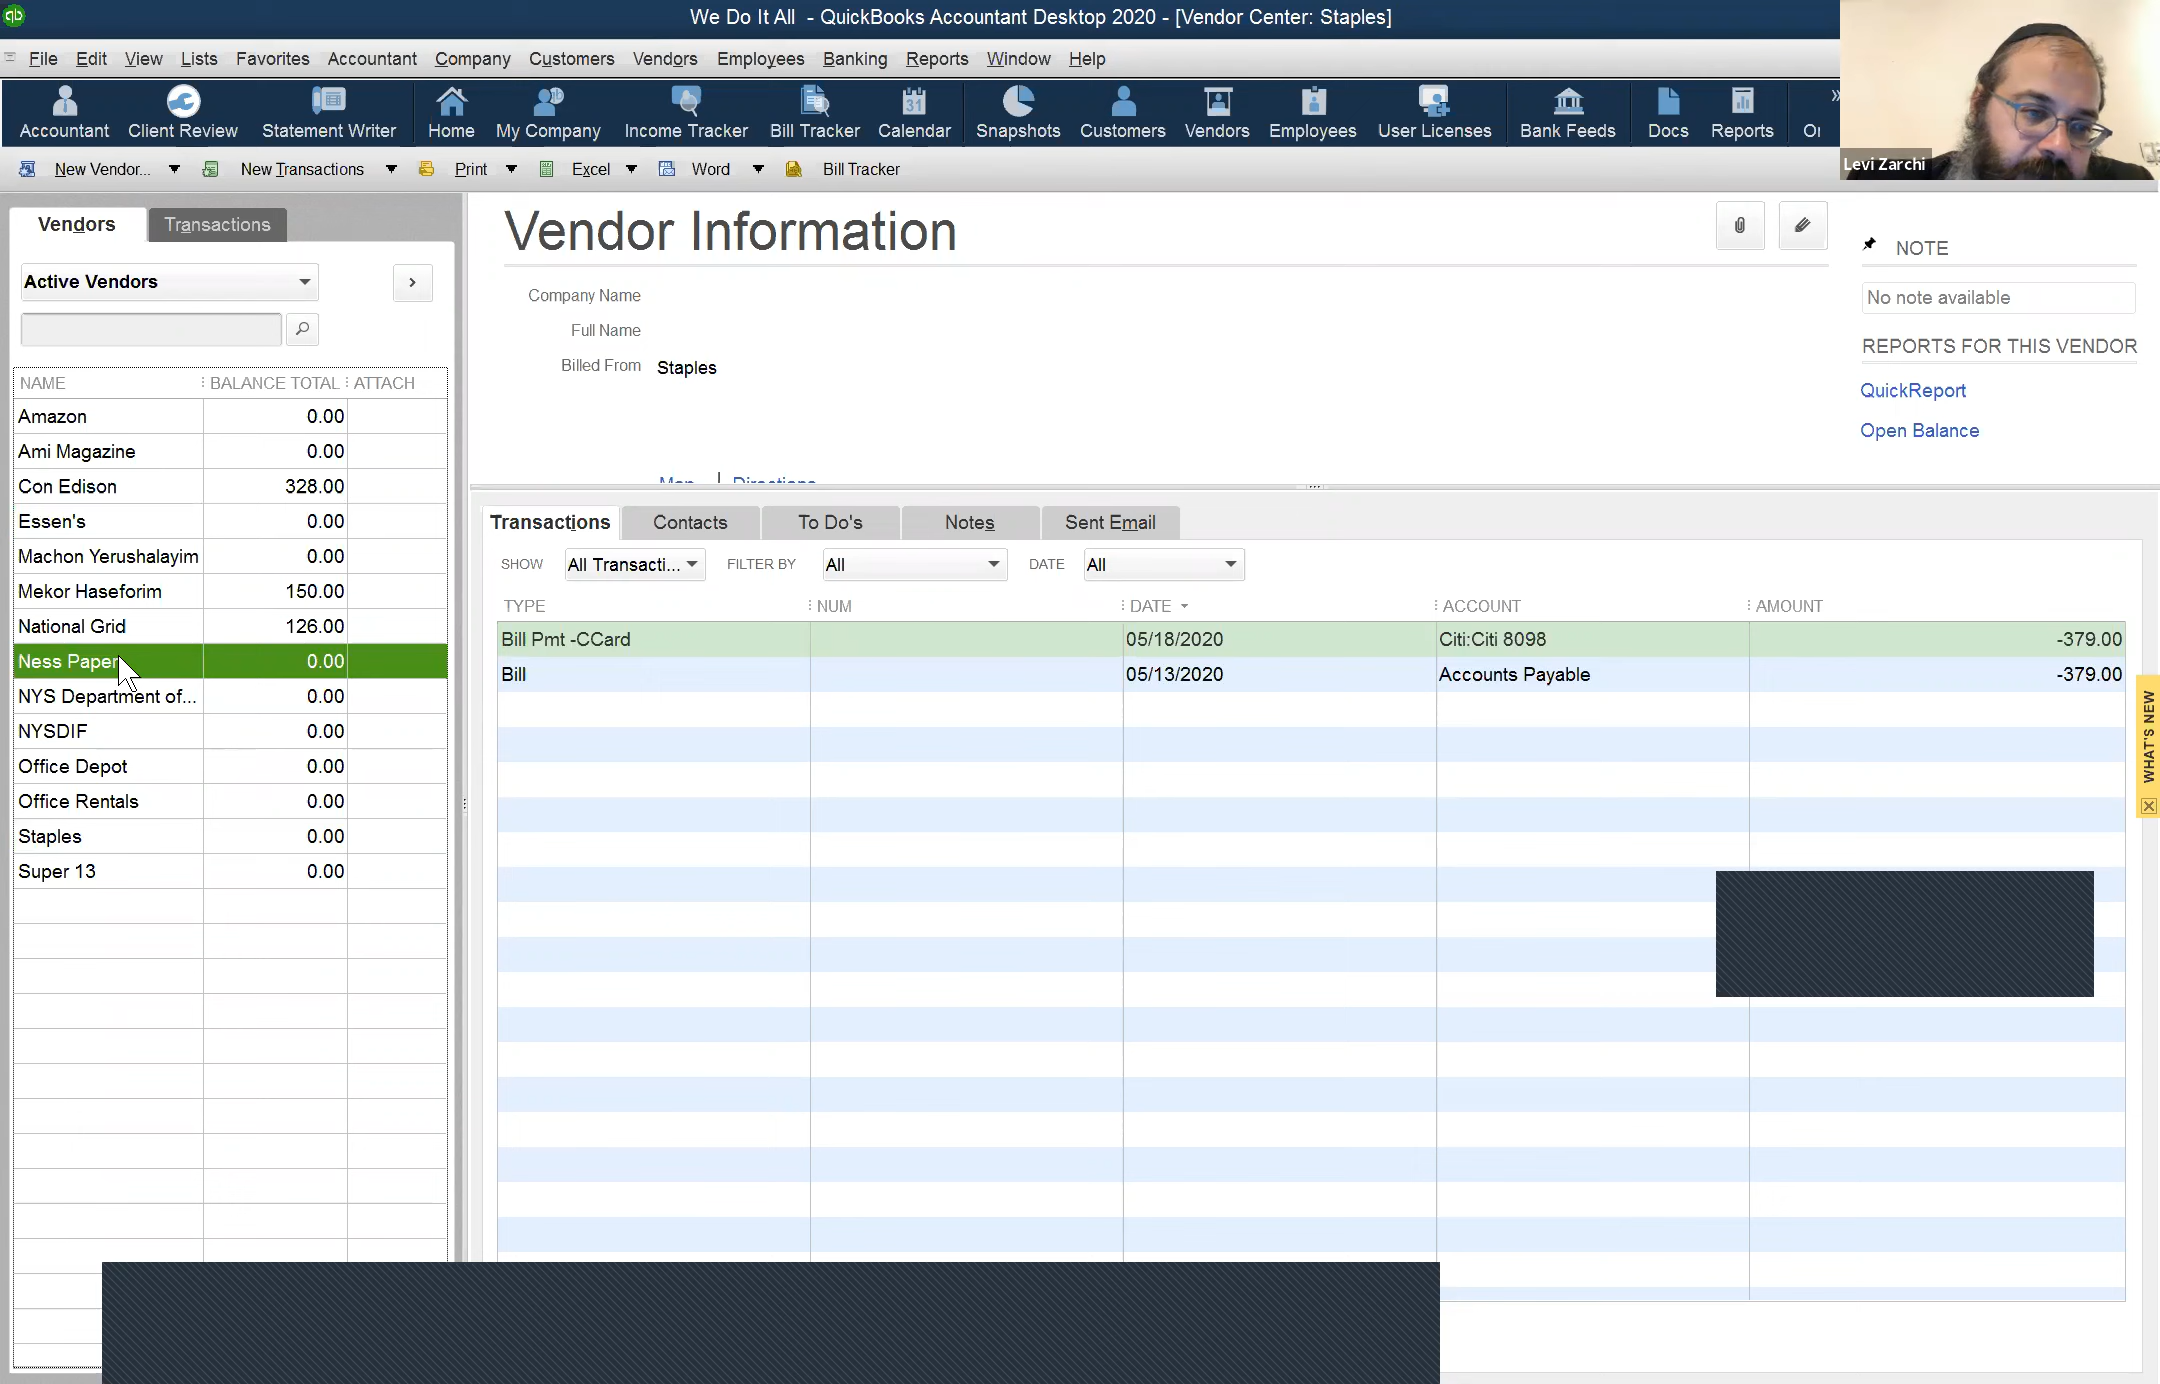 We Do It All - QuickBooks Accountant Desktop 2020 - [Vendor Center: Staples]
File Edit View Lists Favorites Accountant Company Customers Vendors Employees Banking Reports Window Help
Accountant Client Review Statement Writer Home My Company Income Tracker Bill Tracker Calendar Snapshots Customers Vendors Employees User Licenses Bank Feeds Docs Reports
31
Levi Zarchi
New Vendor... New Transactions Print Excel Word Bill Tracker
Vendors Transactions
Active Vendors
NAME BALANCE TOTAL ATTACH
Amazon 0.00
Ami Magazine 0.00
Con Edison 328.00
Essen's 0.00
Machon Yerushalayim 0.00
Mekor Haseforim 150.00
National Grid 126.00
Ness Paper 0.00
NYS Department of... 0.00
NYSDIF 0.00
Office Depot 0.00
Office Rentals 0.00
Staples 0.00
Super 13 0.00
Vendor Information
Company Name
Full Name
Billed From Staples
Map | Directions
NOTE
No note available
REPORTS FOR THIS VENDOR
QuickReport
Open Balance
Transactions Contacts To Do's Notes Sent Email
SHOW All Transacti... FILTER BY All DATE All
TYPE NUM DATE ACCOUNT AMOUNT
Bill Pmt -CCard 05/18/2020 Citi:Citi 8098 -379.00
Bill 05/13/2020 Accounts Payable -379.00
WHAT'S NEW